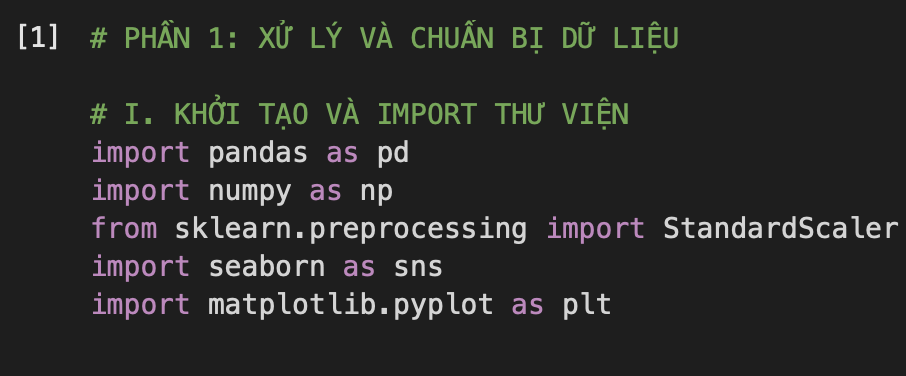 [1] # PHẦN 1: XỬ LÝ VÀ CHUẨN BỊ DỮ LIỆU
# I. KHỞI TẠO VÀ IMPORT THƯ VIỆN
import pandas as pd
import numpy as np
from sklearn.preprocessing import StandardScaler
import seaborn as sns
import matplotlib.pyplot as plt